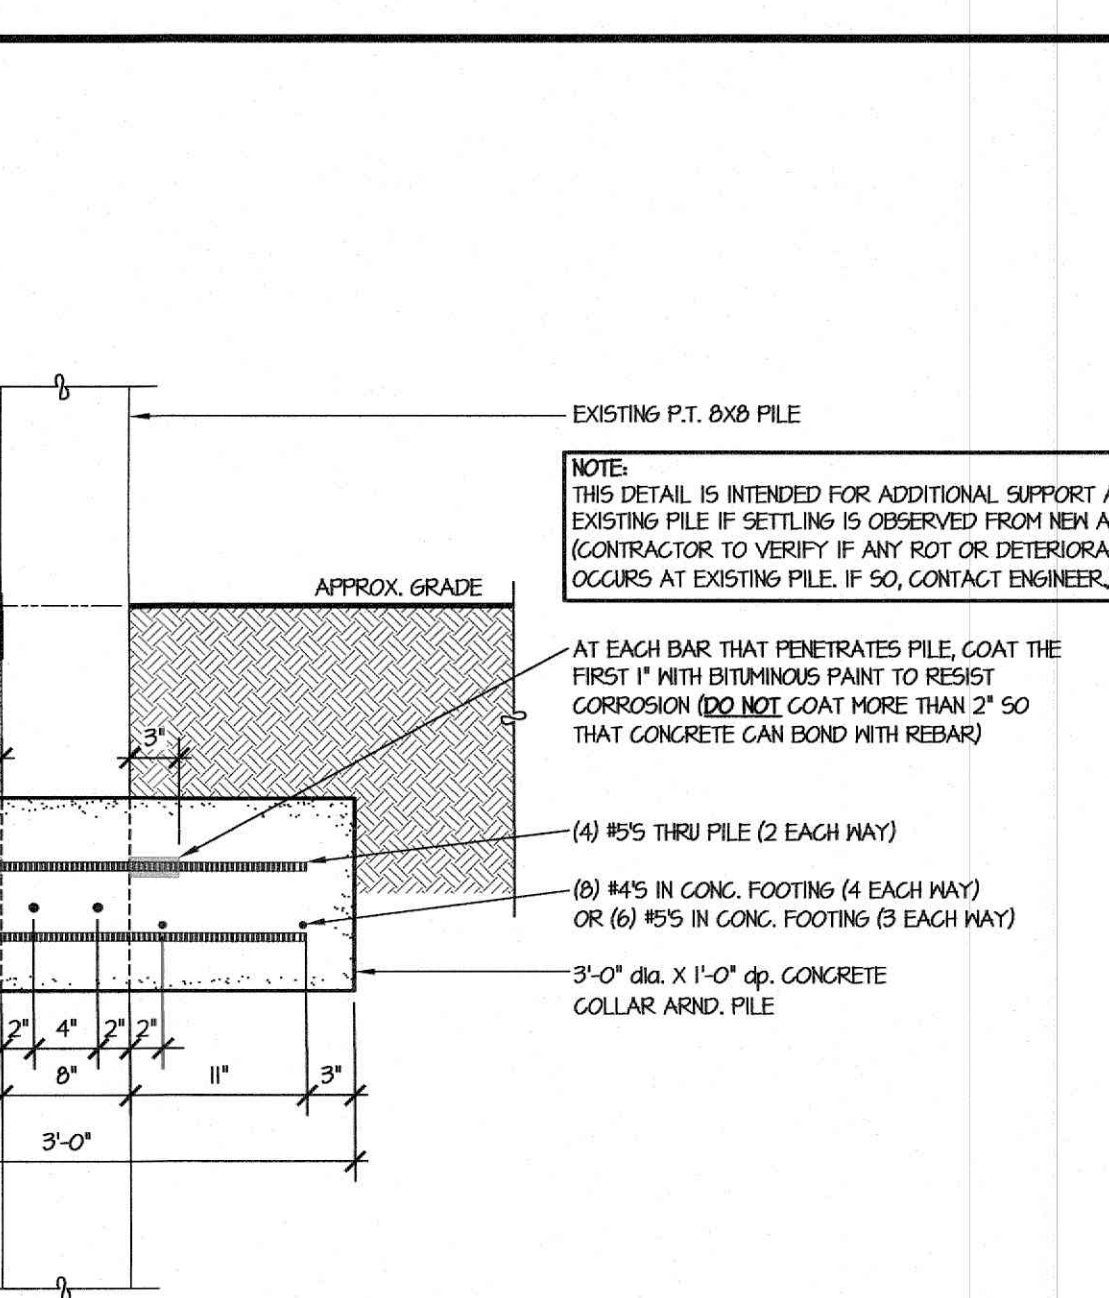 EXISTING P.T. 8X8 PILE
NOTE:
THIS DETAIL IS INTENDED FOR ADDITIONAL SUPPORT
EXISTING PILE IF SETTLING IS OBSERVED FROM NEW
(CONTRACTOR TO VERIFY IF ANY ROT OR
OCCURS AT EXISTING PILE. IF SO, CONTACT ENGINEER.
APPROX. GRADE
AT EACH BAR THAT PENETRATES PILE, COAT THE
FIRST 1" WITH BITUMINOUS PAINT TO RESIST
CORROSION (DO NOT COAT MORE THAN 2" SO
THAT CONCRETE CAN BOND WITH REBAR)
3"
(4) #5'S THRU PILE (2 EACH WAY)
(8) #4'S IN CONC. FOOTING (4 EACH WAY)
OR (6) #5'S IN CONC. FOOTING (3 EACH WAY)
3'-0" dia. X 1'-0" dp. CONCRETE
COLLAR ARND. PILE
2" 4" 2" 2"
8" 11" 3"
3'-0"